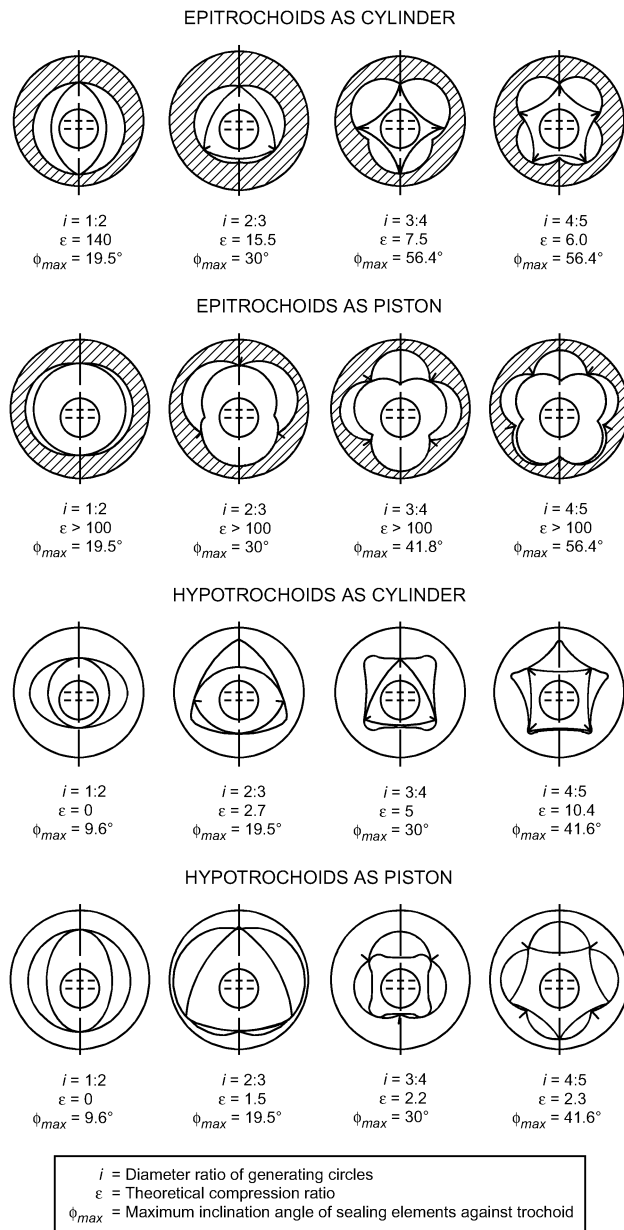 EPITROCHOIDS AS CYLINDER
i = 1:2
ε = 140
ϕmax = 19.5°
i = 2:3
ε = 15.5
ϕmax = 30°
i = 3:4
ε = 7.5
ϕmax = 56.4°
i = 4:5
ε = 6.0
ϕmax = 56.4°
EPITROCHOIDS AS PISTON
i = 1:2
ε > 100
ϕmax = 19.5°
i = 2:3
ε > 100
ϕmax = 30°
i = 3:4
ε > 100
ϕmax = 41.8°
i = 4:5
ε > 100
ϕmax = 56.4°
HYPOTROCHOIDS AS CYLINDER
i = 1:2
ε = 0
ϕmax = 9.6°
i = 2:3
ε = 2.7
ϕmax = 19.5°
i = 3:4
ε = 5
ϕmax = 30°
i = 4:5
ε = 10.4
ϕmax = 41.6°
HYPOTROCHOIDS AS PISTON
i = 1:2
ε = 0
ϕmax = 9.6°
i = 2:3
ε = 1.5
ϕmax = 19.5°
i = 3:4
ε = 2.2
ϕmax = 30°
i = 4:5
ε = 2.3
ϕmax = 41.6°
i = Diameter ratio of generating circles
ε = Theoretical compression ratio
ϕmax = Maximum inclination angle of sealing elements against trochoid